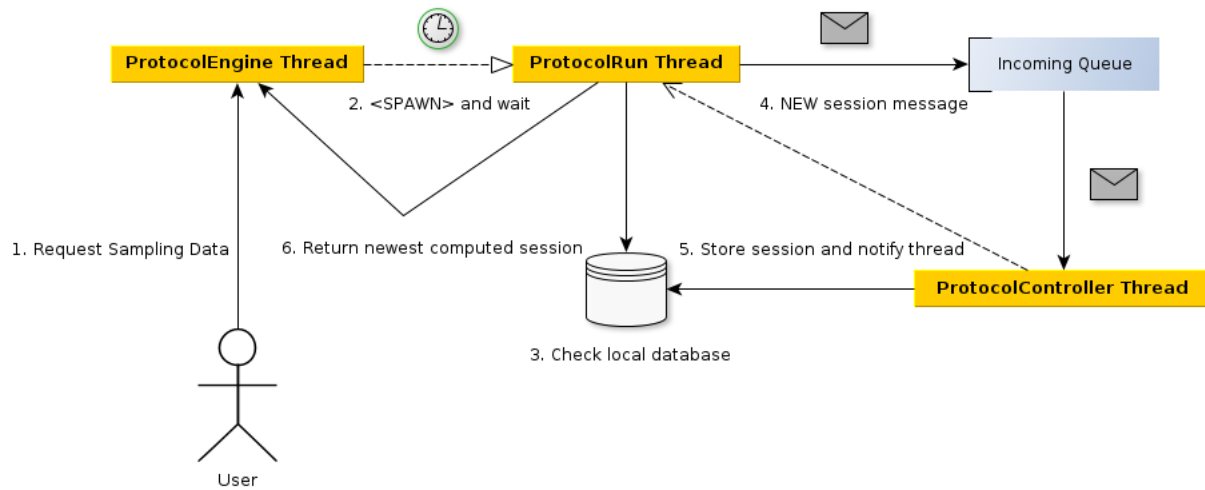 ProtocolEngine Thread
ProtocolRun Thread
Incoming Queue
2. <SPAWN> and wait
4. NEW session message
1. Request Sampling Data
6. Return newest computed session
5. Store session and notify thread
ProtocolController Thread
3. Check local database
User